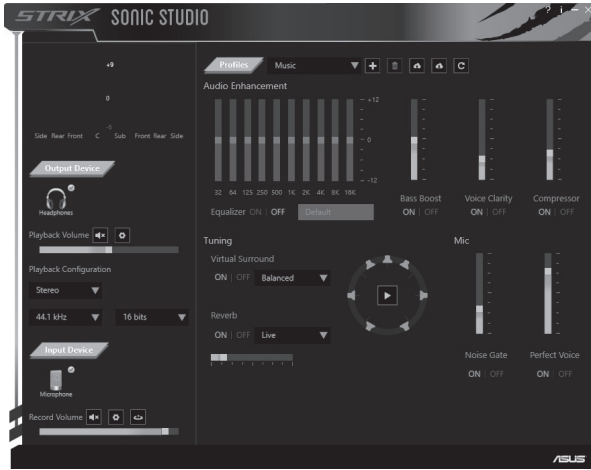 STRIX SONIC STUDIO
? i – ×
+9
0
-6
Side Rear Front C Sub Front Rear Side
Output Device
Headphones
Playback Volume
Playback Configuration
Stereo
44.1 kHz 16 bits
Input Device
Microphone
Record Volume
Profiles Music + C
Audio Enhancement
+12
0
-12
32 64 125 250 500 1K 2K 4K 8K 16K
Equalizer ON | OFF Default
Bass Boost Voice Clarity Compressor
ON | OFF ON | OFF ON | OFF
Tuning
Virtual Surround
ON | OFF Balanced
Reverb
ON | OFF Live
Mic
Noise Gate Perfect Voice
ON | OFF ON | OFF
ASUS